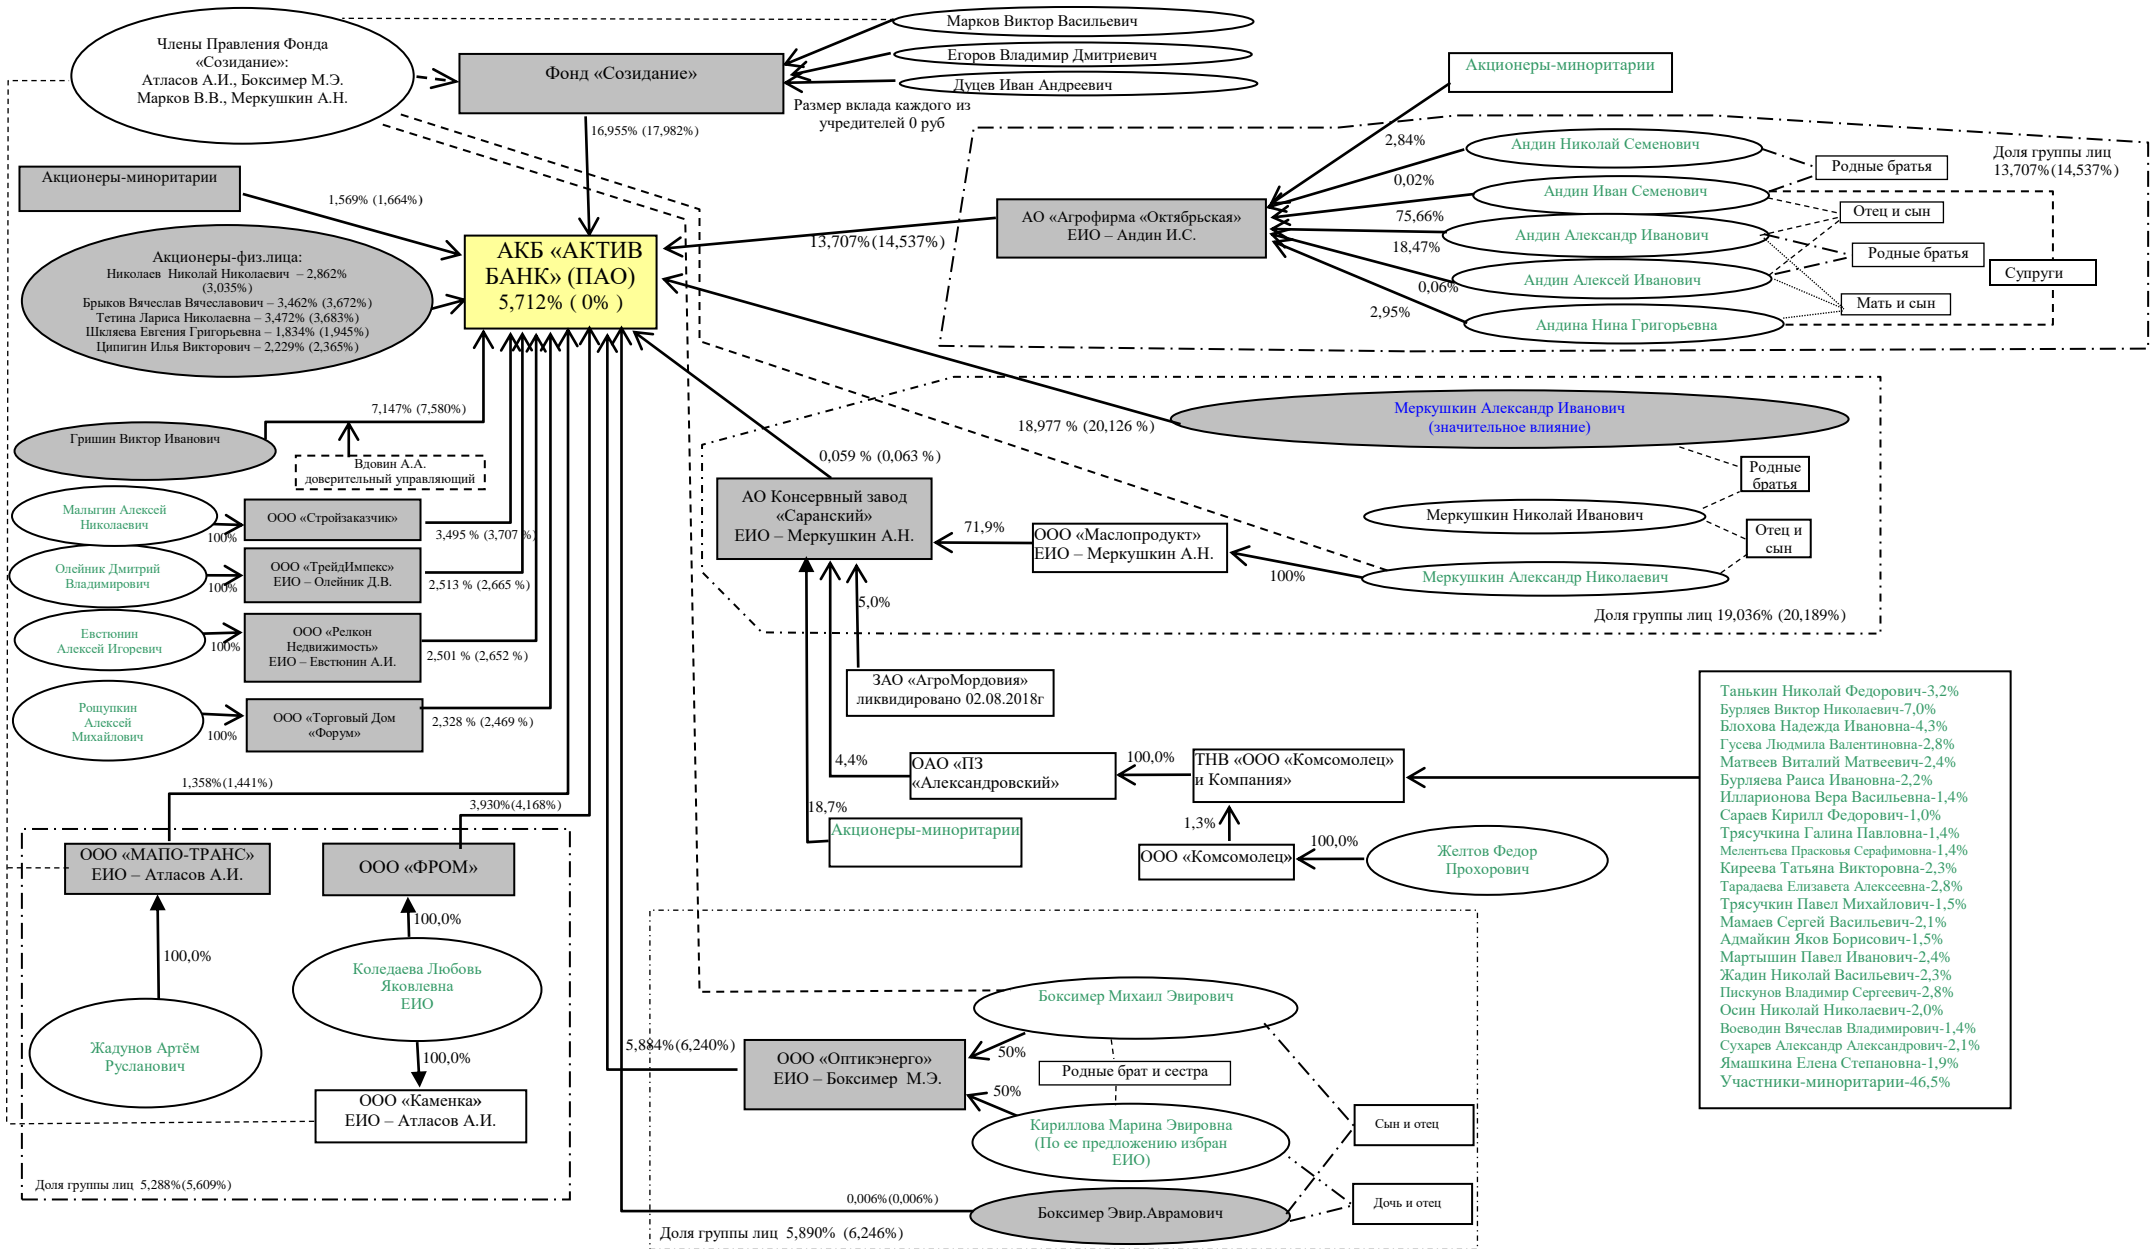 Члены Правления Фонда
«Созидание»:
Атласов А.И., Боксимер М.Э.
Марков В.В., Меркушкин А.Н.
Фонд «Созидание»
Марков Виктор Васильевич
Егоров Владимир Дмитриевич
Дуцев Иван Андреевич
Размер вклада каждого из
учредителей 0 руб
16,955% (17,982%)
Акционеры-миноритарии
1,569% (1,664%)
Акционеры-физ.лица:
Николаев  Николай Николаевич  – 2,862%
(3,035%)
Брыков Вячеслав Вячеславович – 3,462% (3,672%)
Тетина Лариса Николаевна – 3,472% (3,683%)
Шкляева Евгения Григорьевна – 1,834% (1,945%)
Ципигин Илья Викторович – 2,229% (2,365%)
АКБ «АКТИВ
БАНК» (ПАО)
5,712% ( 0% )
13,707%(14,537%)
АО «Агрофирма «Октябрьская»
ЕИО – Андин И.С.
Акционеры-миноритарии
2,84%
0,02%
75,66%
18,47%
0,06%
2,95%
Андин Николай Семенович
Андин Иван Семенович
Андин Александр Иванович
Андин Алексей Иванович
Андина Нина Григорьевна
Родные братья
Отец и сын
Родные братья
Супруги
Мать и сын
Доля группы лиц
13,707%(14,537%)
Гришин Виктор Иванович
7,147% (7,580%)
Вдовин А.А.
доверительный управляющий
Малыгин Алексей
Николаевич
100%
ООО «Стройзаказчик»
3,495 % (3,707 %)
Олейник Дмитрий
Владимирович
100%
ООО «ТрейдИмпекс»
ЕИО – Олейник Д.В.
2,513 % (2,665 %)
Евстюнин
Алексей Игоревич
100%
ООО «Релкон
Недвижимость»
ЕИО – Евстюнин А.И.
2,501 % (2,652 %)
Рощупкин
Алексей
Михайлович
100%
ООО «Торговый Дом
«Форум»
2,328 % (2,469 %)
18,977 % (20,126 %)
Меркушкин Александр Иванович
(значительное влияние)
0,059 % (0,063 %)
АО Консервный завод
«Саранский»
ЕИО – Меркушкин А.Н.
71,9%
ООО «Маслопродукт»
ЕИО – Меркушкин А.Н.
100%
Меркушкин Николай Иванович
Меркушкин Александр Николаевич
Родные
братья
Отец и
сын
Доля группы лиц 19,036% (20,189%)
5,0%
ЗАО «АгроМордовия»
ликвидировано 02.08.2018г
4,4%
ОАО «ПЗ
«Александровский»
100,0%
ТНВ «ООО «Комсомолец»
и Компания»
18,7%
Акционеры-миноритарии
1,3%
ООО «Комсомолец»
100,0%
Желтов Федор
Прохорович
Танькин Николай Федорович-3,2%
Бурляев Виктор Николаевич-7,0%
Блохова Надежда Ивановна-4,3%
Гусева Людмила Валентиновна-2,8%
Матвеев Виталий Матвеевич-2,4%
Бурляева Раиса Ивановна-2,2%
Илларионова Вера Васильевна-1,4%
Сараев Кирилл Федорович-1,0%
Трясучкина Галина Павловна-1,4%
Мелентьева Прасковья Серафимовна-1,4%
Киреева Татьяна Викторовна-2,3%
Тарадаева Елизавета Алексеевна-2,8%
Трясучкин Павел Михайлович-1,5%
Мамаев Сергей Васильевич-2,1%
Адмайкин Яков Борисович-1,5%
Мартышин Павел Иванович-2,4%
Жадин Николай Васильевич-2,3%
Пискунов Владимир Сергеевич-2,8%
Осин Николай Николаевич-2,0%
Воеводин Вячеслав Владимирович-1,4%
Сухарев Александр Александрович-2,1%
Ямашкина Елена Степановна-1,9%
Участники-миноритарии-46,5%
1,358%(1,441%)
3,930%(4,168%)
ООО «МАПО-ТРАНС»
ЕИО – Атласов А.И.
ООО «ФРОМ»
100,0%
100,0%
Жадунов Артём
Русланович
Коледаева Любовь
Яковлевна
ЕИО
100,0%
ООО «Каменка»
ЕИО – Атласов А.И.
Доля группы лиц  5,288%(5,609%)
5,884%(6,240%)
ООО «Оптикэнерго»
ЕИО – Боксимер  М.Э.
50%
50%
Боксимер Михаил Эвирович
Родные брат и сестра
Кириллова Марина Эвировна
(По ее предложению избран
ЕИО)
Сын и отец
Дочь и отец
0,006%(0,006%)
Боксимер Эвир.Аврамович
Доля группы лиц  5,890%  (6,246%)